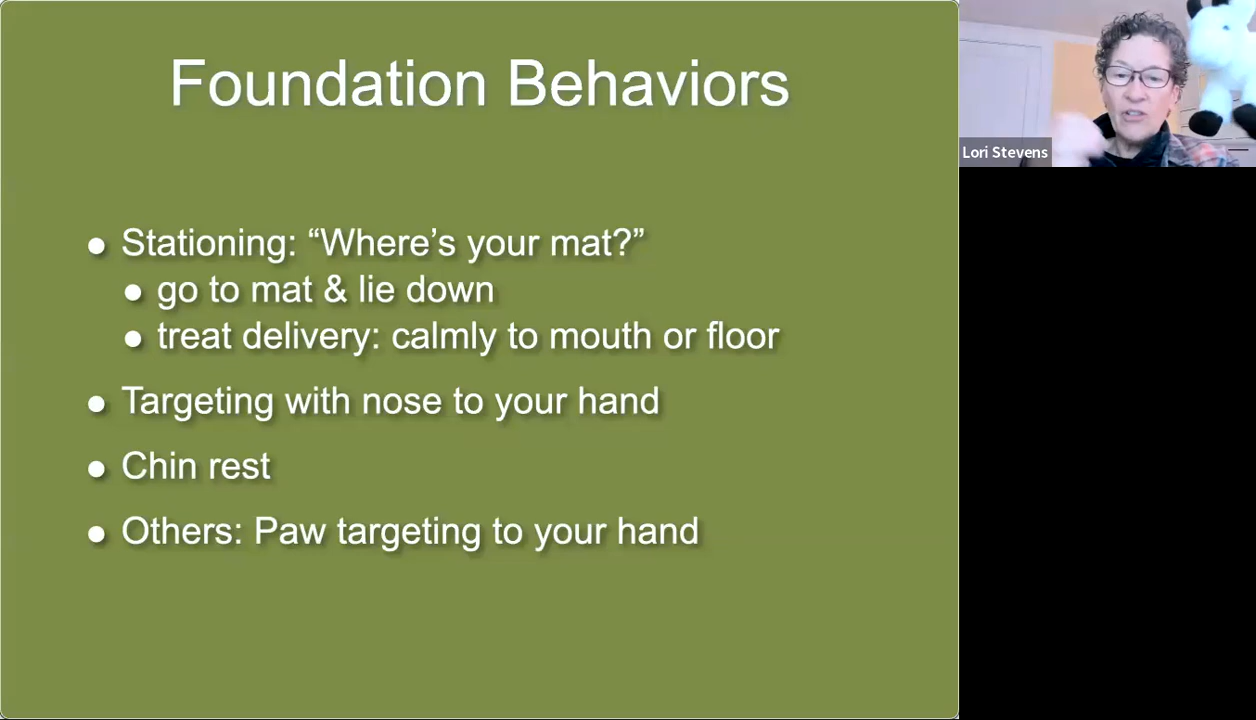 Foundation Behaviors
Lori Stevens
● Stationing: “Where’s your mat?”
● go to mat & lie down
● treat delivery: calmly to mouth or floor
● Targeting with nose to your hand
● Chin rest
● Others: Paw targeting to your hand